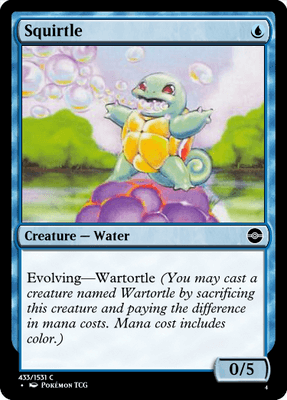 Squirtle
Creature — Water
Evolving—Wartortle (You may cast a
creature named Wartortle by sacrificing
this creature and paying the difference
in mana costs. Mana cost includes
color.)
0/5
433/1531 C
Pokémon TCG